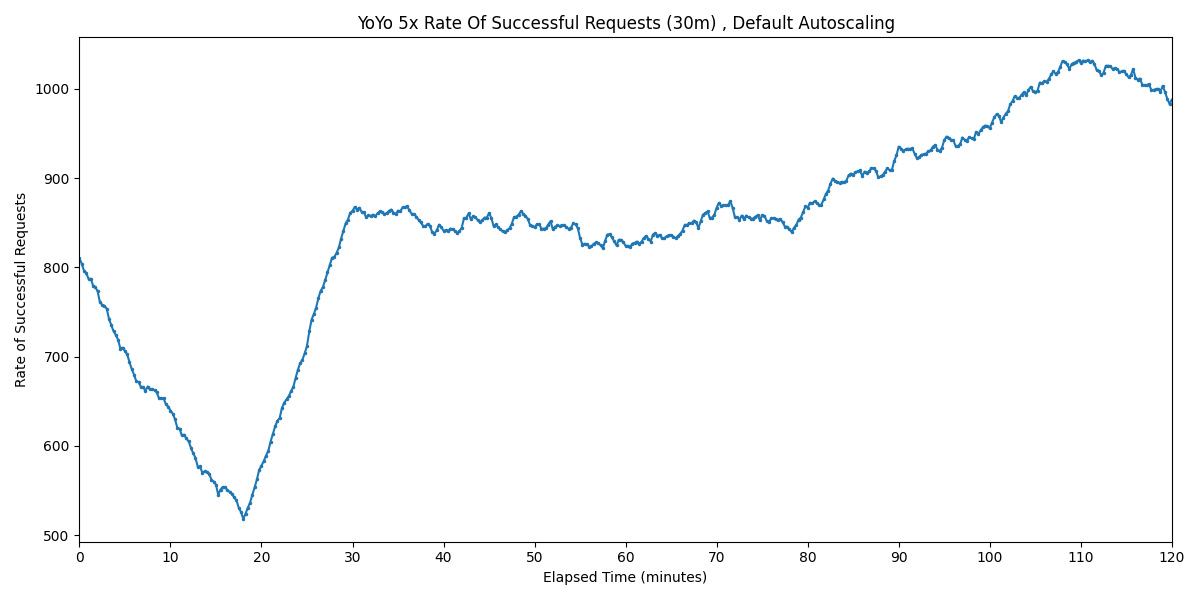 YoYo 5x Rate Of Successful Requests (30m) , Default Autoscaling
Rate of Successful Requests
1000
900
800
700
600
500
0 10 20 30 40 50 60 70 80 90 100 110 120
Elapsed Time (minutes)